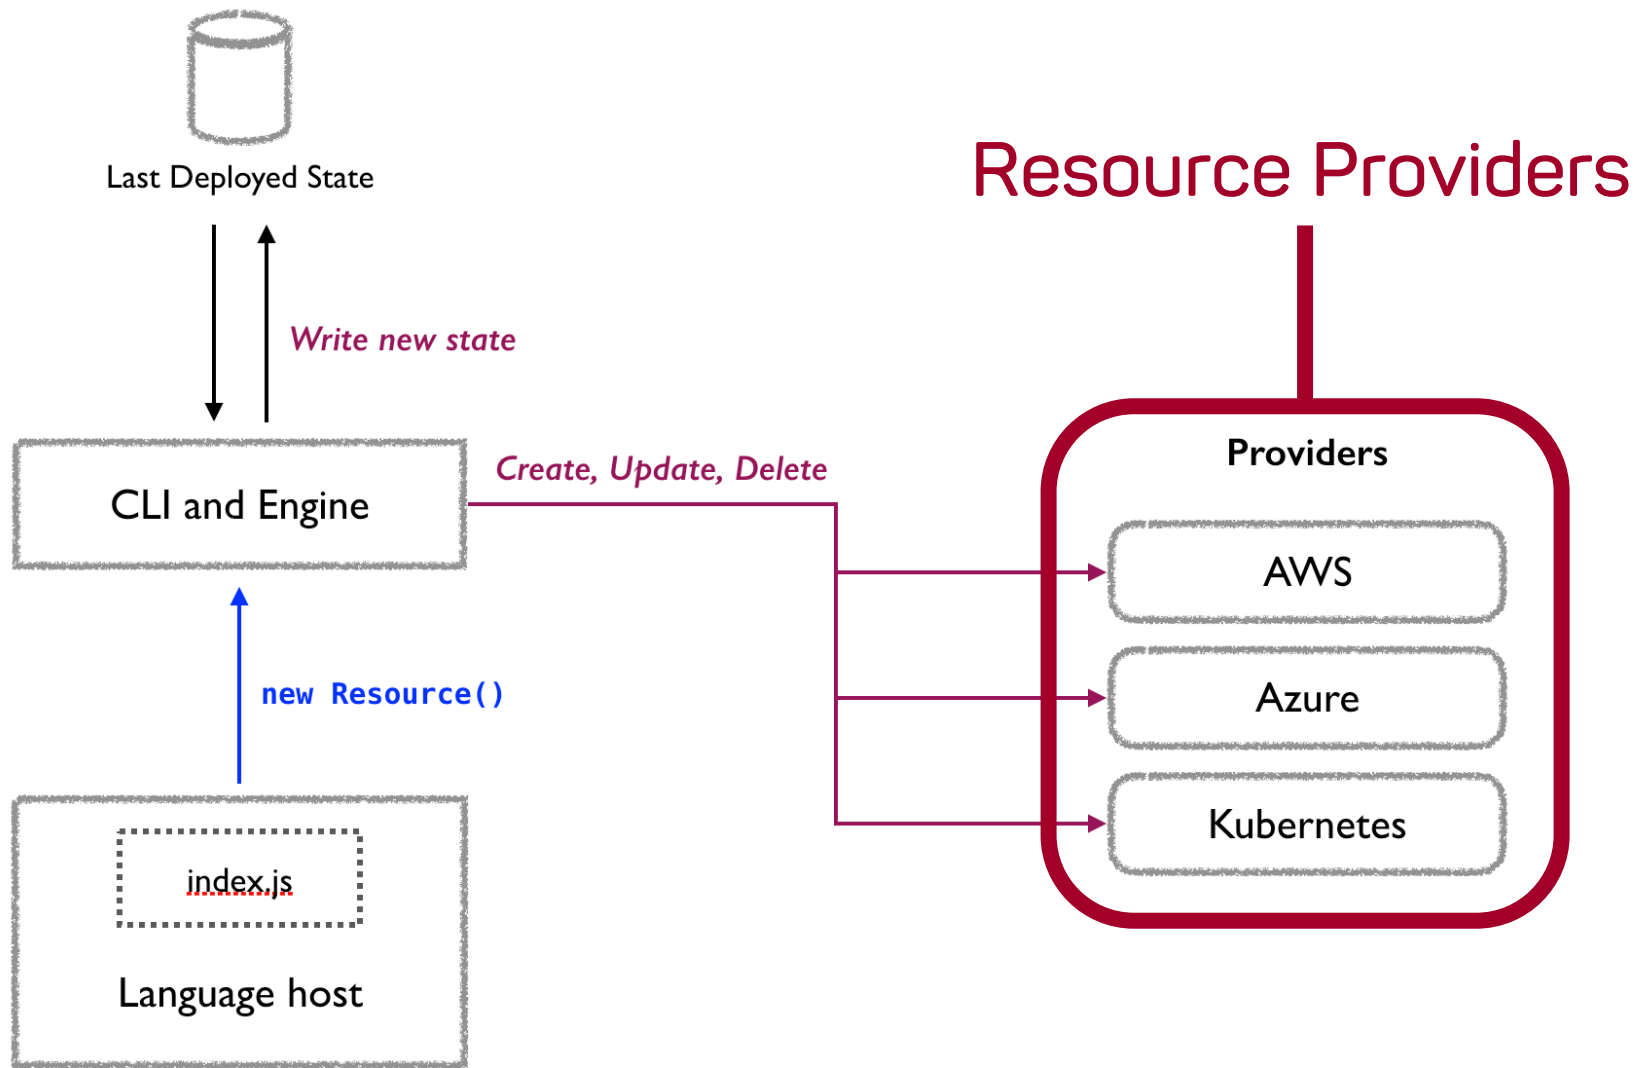 Last Deployed State
Resource Providers
Write new state
Providers
Create, Update, Delete
CLI and Engine
AWS
new Resource()
Azure
Kubernetes
index.js
Language host